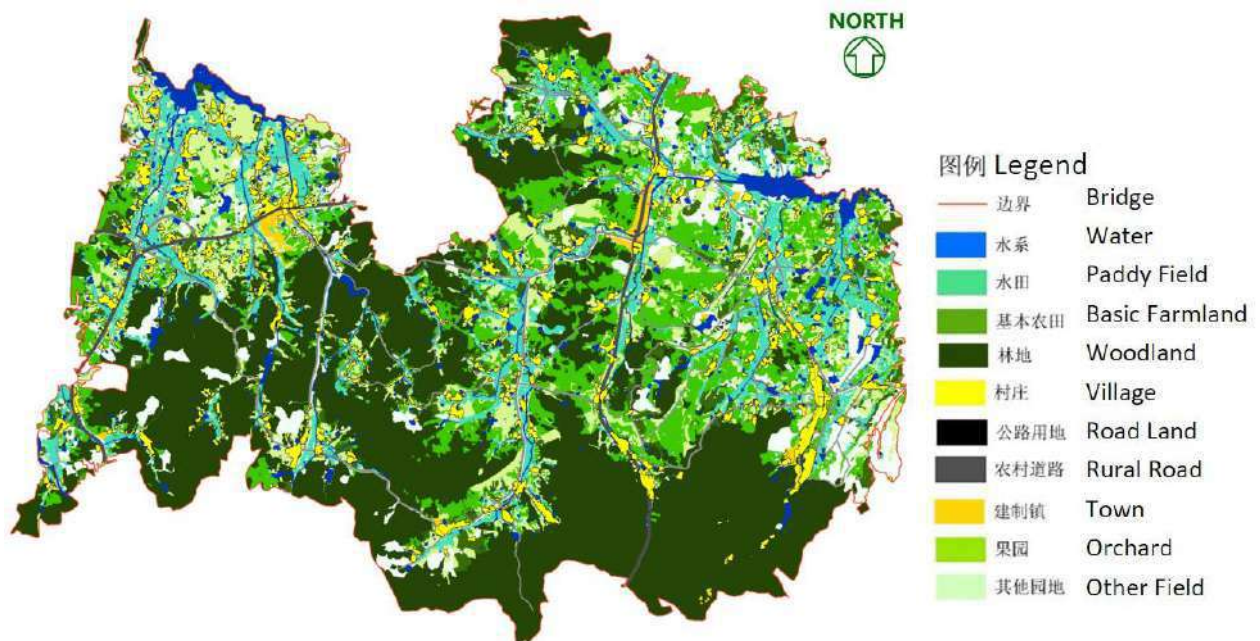 NORTH
图例 Legend
边界 Bridge
水系 Water
水田 Paddy Field
基本农田 Basic Farmland
林地 Woodland
村庄 Village
公路用地 Road Land
农村道路 Rural Road
建制镇 Town
果园 Orchard
其他园地 Other Field